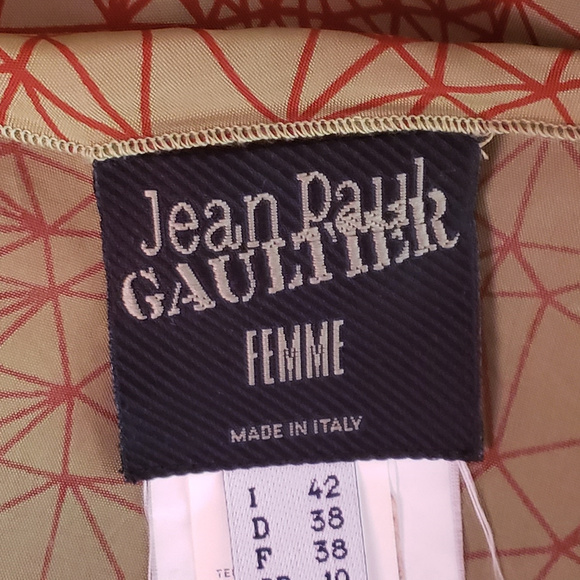 Jean Paul
GAULTIER
FEMME
MADE IN ITALY
I 42
D 38
F 38